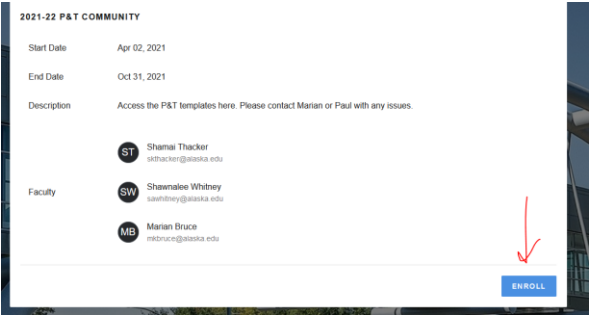 2021-22 P&T COMMUNITY
Start Date Apr 02, 2021
End Date Oct 31, 2021
Description Access the P&T templates here. Please contact Marian or Paul with any issues.
Faculty
ST Shamai Thacker
skthacker@alaska.edu
SW Shawnalee Whitney
sawhitney@alaska.edu
MB Marian Bruce
mkbruce@alaska.edu
ENROLL